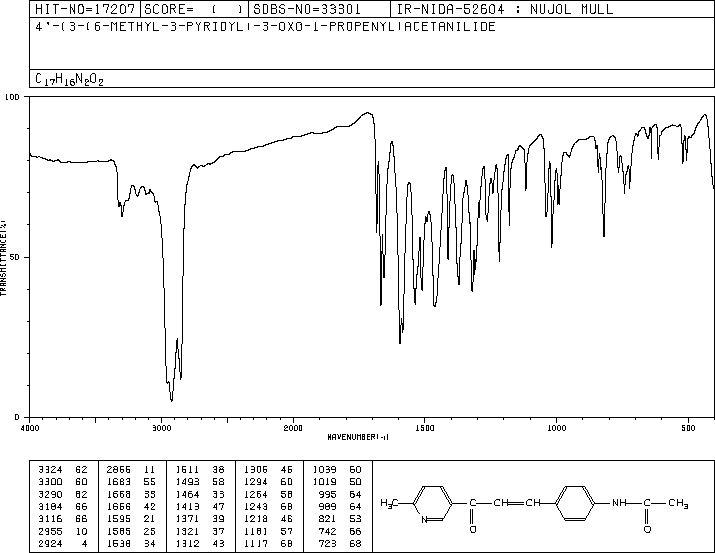 HIT-NO=17207 SCORE= ( ) SDBS-NO=33301 IR-NIDA-52604 : NUJOL MULL
4'-(3-(6-METHYL-3-PYRIDYL)-3-OXO-1-PROPENYL)ACETANILIDE
C17H16N2O2
100
50
0
TRANSMITTANCE(%)
4000 3000 2000 1500 1000 500
WAVENUMBER(-1)
3324 62 2866 11 1611 38 1306 46 1039 60
3300 60 1683 55 1493 58 1294 60 1019 50
3290 62 1668 33 1464 33 1264 58 995 64
3184 66 1656 42 1413 47 1243 68 989 64
3116 66 1595 21 1371 39 1218 46 821 53
2955 10 1585 25 1321 37 1181 57 742 66
2924 4 1538 34 1312 43 1117 68 723 68
H3C N C O CH CH NH C O CH3